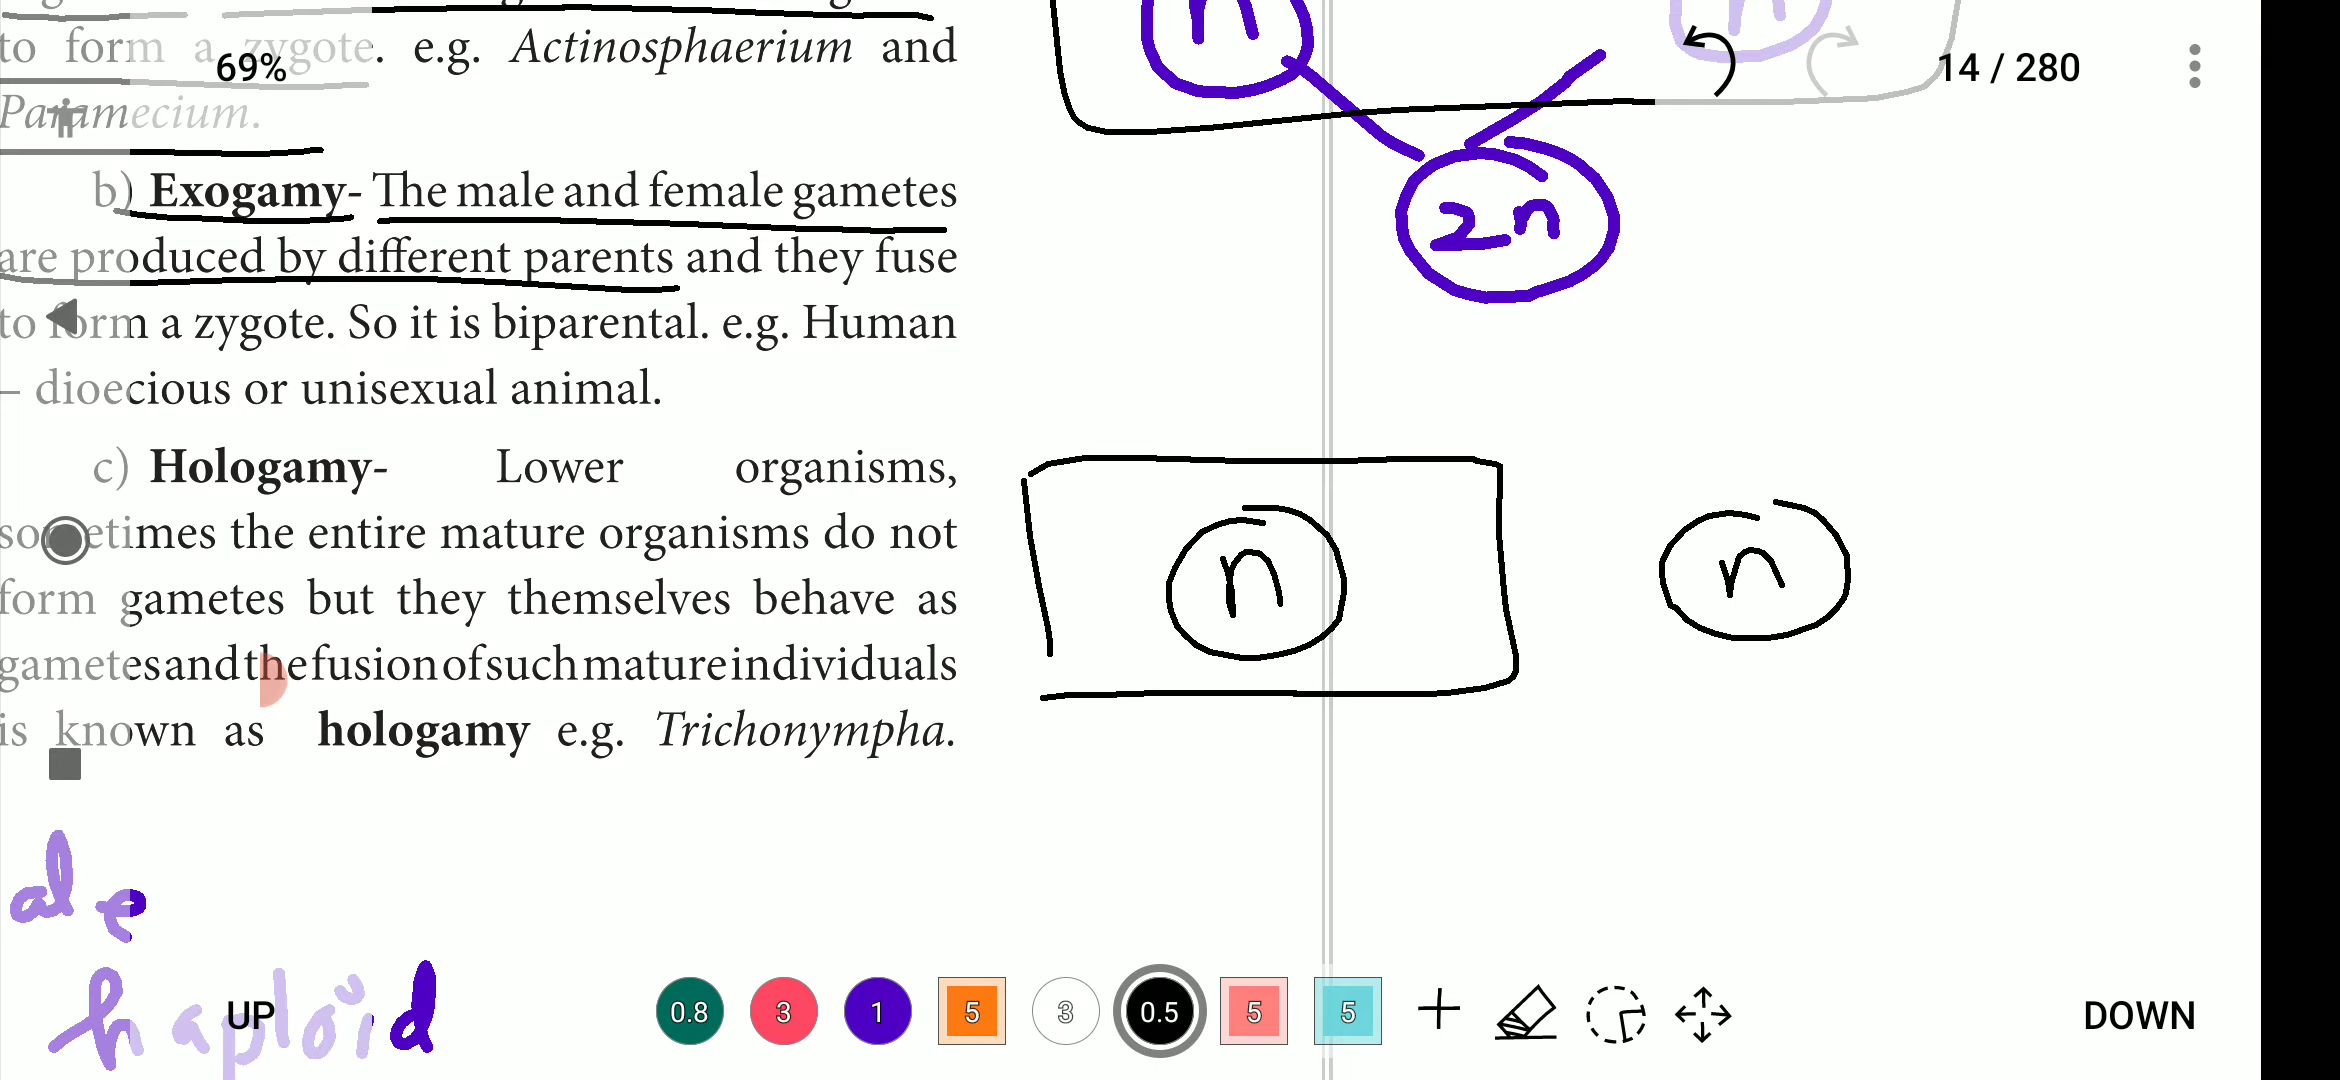 to form a zygote. e.g. Actinosphaerium and
Paramecium.
b) Exogamy- The male and female gametes
are produced by different parents and they fuse
to form a zygote. So it is biparental. e.g. Human
– dioecious or unisexual animal.
c) Hologamy- Lower organisms,
sometimes the entire mature organisms do not
form gametes but they themselves behave as
gametes and the fusion of such mature individuals
is known as hologamy e.g. Trichonympha.
69%
14 / 280
n
n
2n
n
n
haploid
UP
0.8
3
1
5
3
0.5
5
5
DOWN